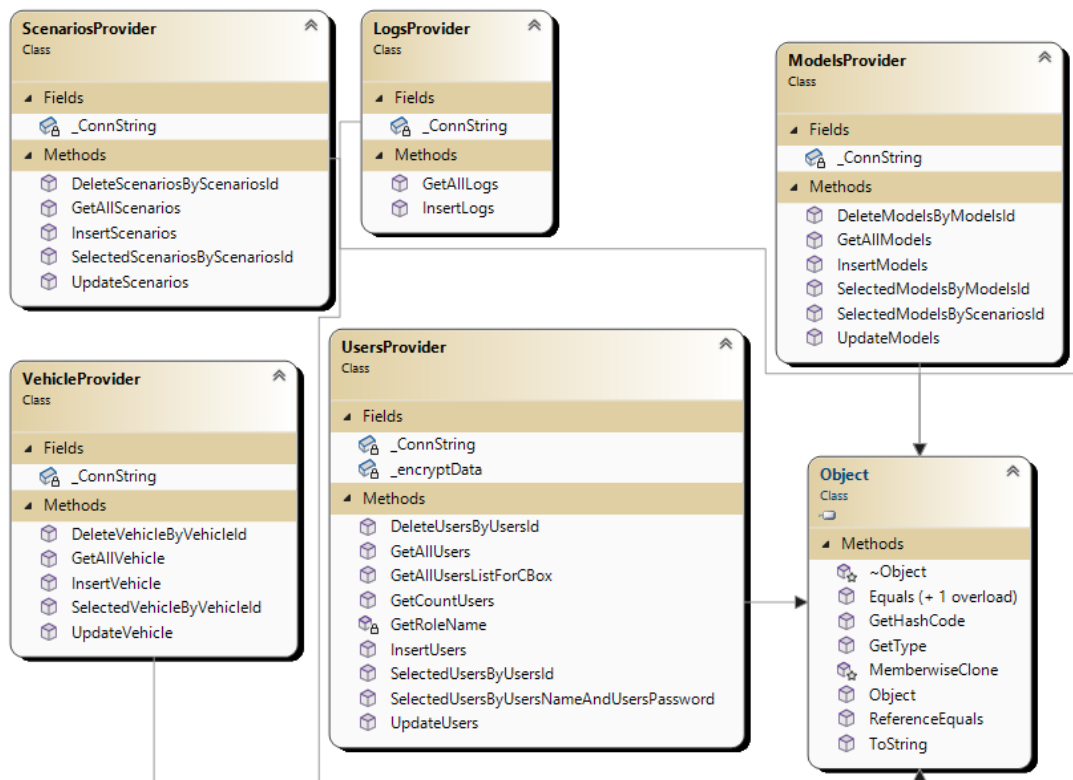 ScenariosProvider
Class
Fields
_ConnString
Methods
DeleteScenariosByScenariosId
GetAllScenarios
InsertScenarios
SelectedScenariosByScenariosId
UpdateScenarios
LogsProvider
Class
Fields
_ConnString
Methods
GetAllLogs
InsertLogs
ModelsProvider
Class
Fields
_ConnString
Methods
DeleteModelsByModelsId
GetAllModels
InsertModels
SelectedModelsByModelsId
SelectedModelsByScenariosId
UpdateModels
VehicleProvider
Class
Fields
_ConnString
Methods
DeleteVehicleByVehicleId
GetAllVehicle
InsertVehicle
SelectedVehicleByVehicleId
UpdateVehicle
UsersProvider
Class
Fields
_ConnString
_encryptData
Methods
DeleteUsersByUsersId
GetAllUsers
GetAllUsersListForCBox
GetCountUsers
GetRoleName
InsertUsers
SelectedUsersByUsersId
SelectedUsersByUsersNameAndUsersPassword
UpdateUsers
Object
Class
Methods
~Object
Equals (+ 1 overload)
GetHashCode
GetType
MemberwiseClone
Object
ReferenceEquals
ToString